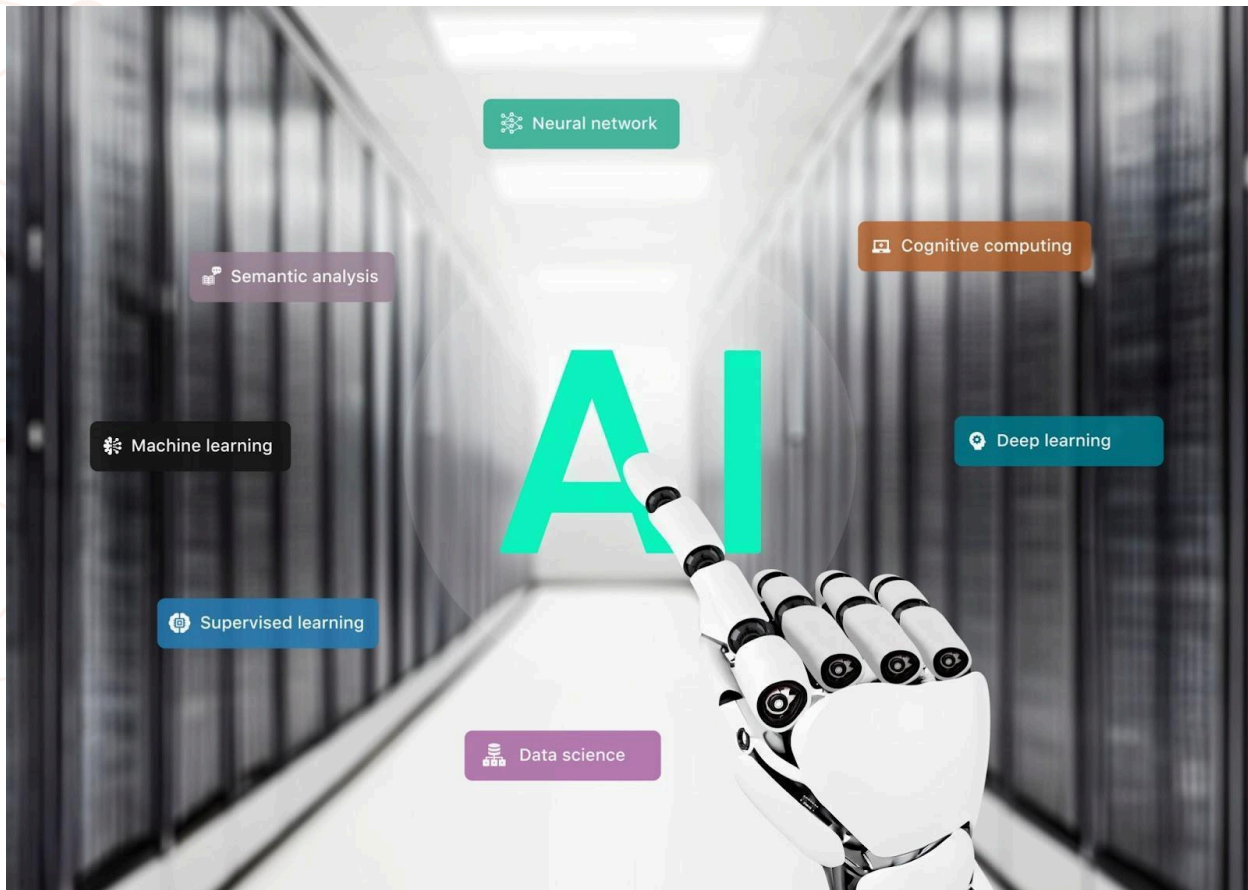 Neural network
Cognitive computing
Semantic analysis
AI
Machine learning
Deep learning
Supervised learning
Data science